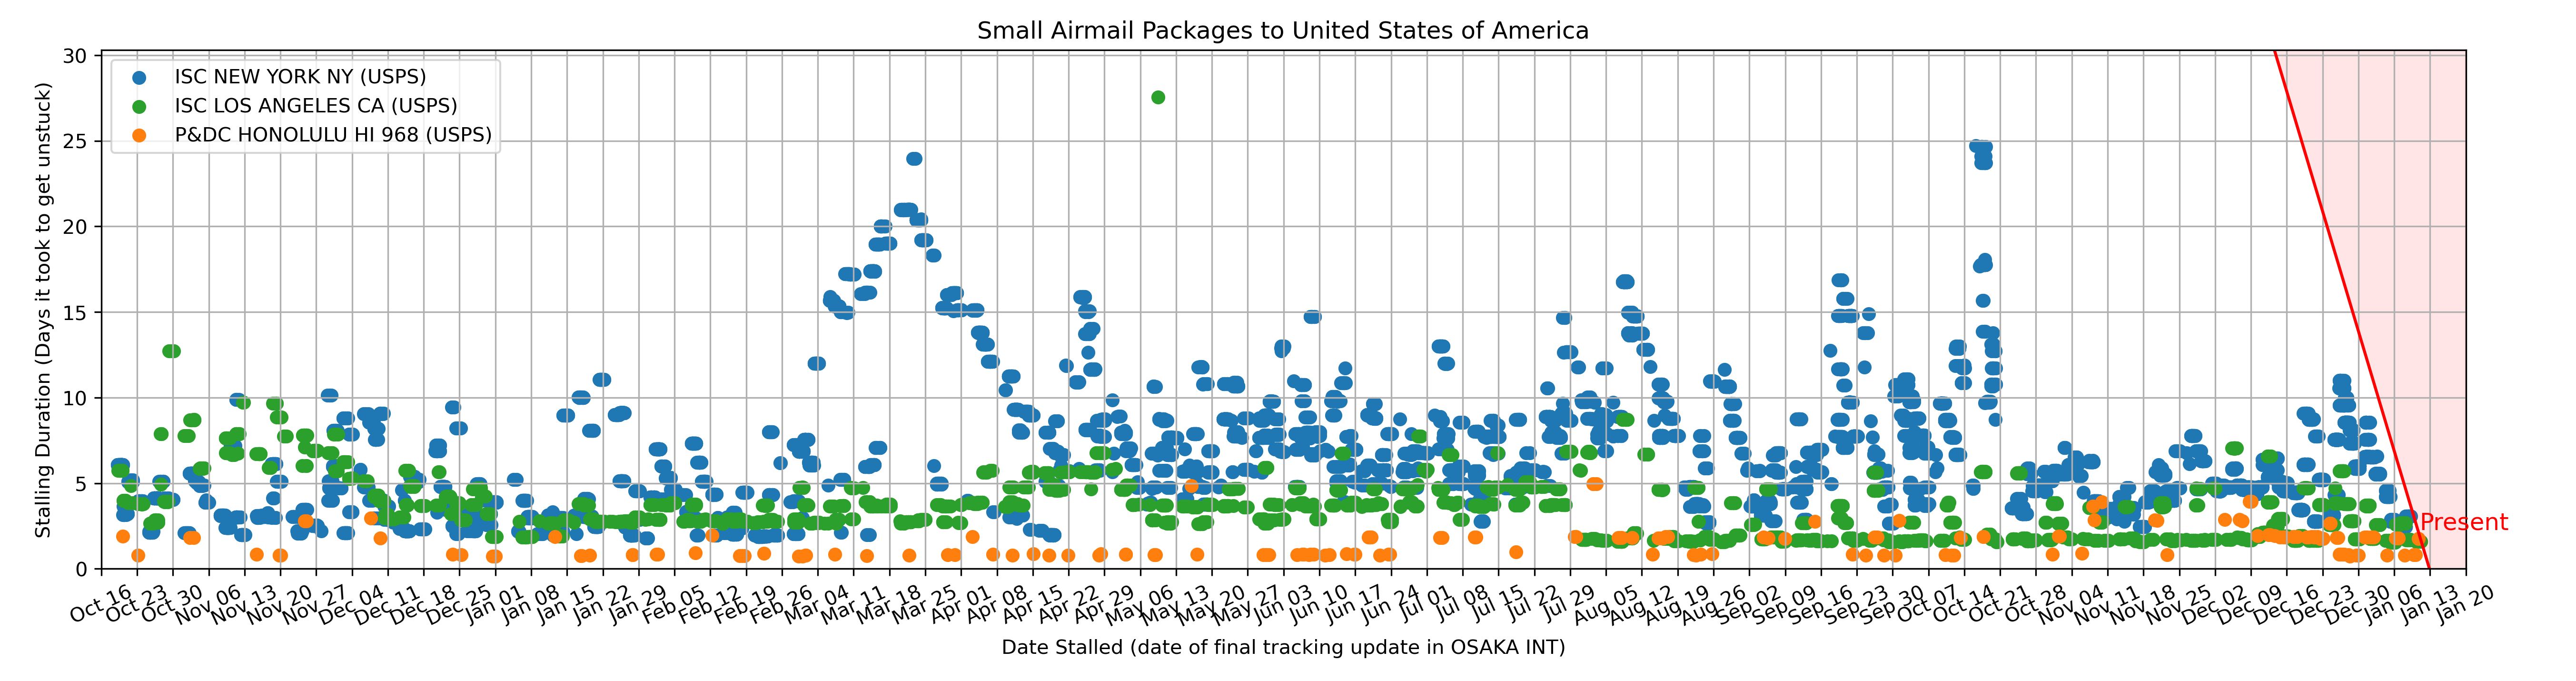 Small Airmail Packages to United States of America
30
25
20
15
10
5
0
Stalling Duration (Days it took to get unstuck)
ISC NEW YORK NY (USPS)
ISC LOS ANGELES CA (USPS)
P&DC HONOLULU HI 968 (USPS)
Present
Oct 16
Oct 23
Oct 30
Nov 06
Nov 13
Nov 20
Nov 27
Dec 04
Dec 11
Dec 18
Dec 25
Jan 01
Jan 08
Jan 15
Jan 22
Jan 29
Feb 05
Feb 12
Feb 19
Feb 26
Mar 04
Mar 11
Mar 18
Mar 25
Apr 01
Apr 08
Apr 15
Apr 22
Apr 29
May 06
May 13
May 20
May 27
Jun 03
Jun 10
Jun 17
Jun 24
Jul 01
Jul 08
Jul 15
Jul 22
Jul 29
Aug 05
Aug 12
Aug 19
Aug 26
Sep 02
Sep 09
Sep 16
Sep 23
Sep 30
Oct 07
Oct 14
Oct 21
Oct 28
Nov 04
Nov 11
Nov 18
Nov 25
Dec 02
Dec 09
Dec 16
Dec 23
Dec 30
Jan 06
Jan 13
Jan 20
Date Stalled (date of final tracking update in OSAKA INT)